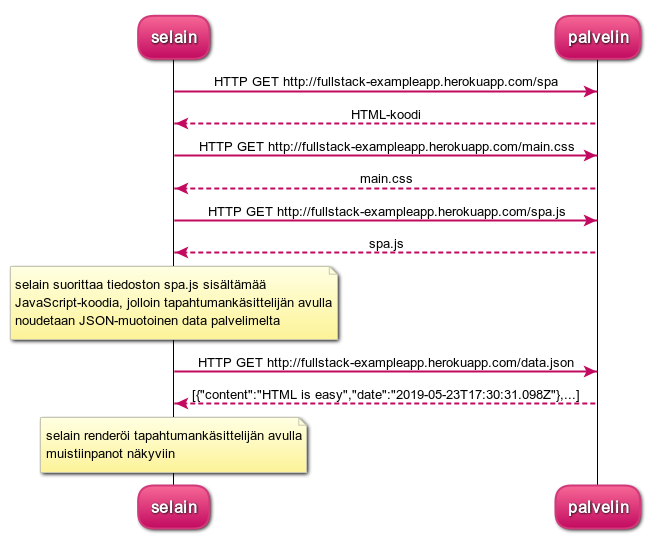 selain palvelin
HTTP GET http://fullstack-exampleapp.herokuapp.com/spa
HTML-koodi
HTTP GET http://fullstack-exampleapp.herokuapp.com/main.css
main.css
HTTP GET http://fullstack-exampleapp.herokuapp.com/spa.js
spa.js
selain suorittaa tiedoston spa.js sisältämää
JavaScript-koodia, jolloin tapahtumankäsittelijän avulla
noudetaan JSON-muotoinen data palvelimelta
HTTP GET http://fullstack-exampleapp.herokuapp.com/data.json
[{"content":"HTML is easy","date":"2019-05-23T17:30:31.098Z"},...]
selain renderöi tapahtumankäsittelijän avulla
muistiinpanot näkyviin
selain palvelin